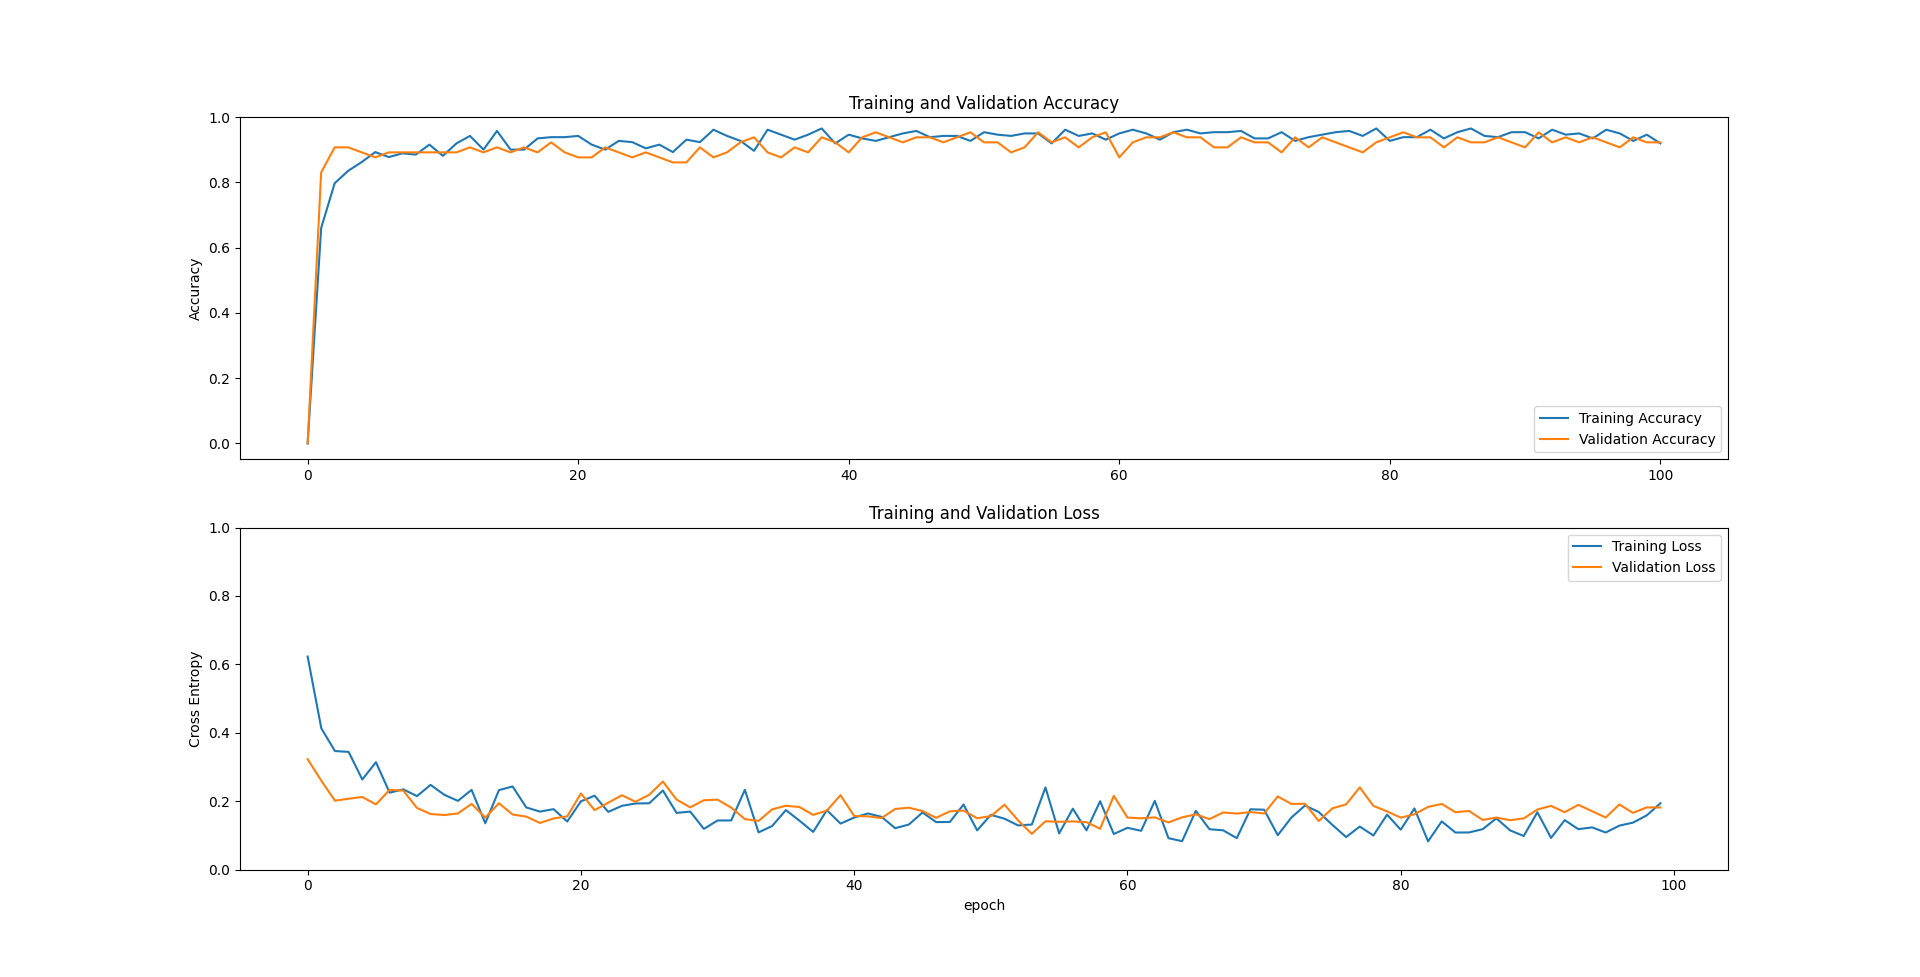 Training and Validation Accuracy
1.0
0.8
0.6
0.4
0.2
0.0
Accuracy
Training Accuracy
Validation Accuracy
0 20 40 60 80 100
Training and Validation Loss
1.0
0.8
0.6
0.4
0.2
0.0
Cross Entropy
Training Loss
Validation Loss
0 20 40 60 80 100
epoch